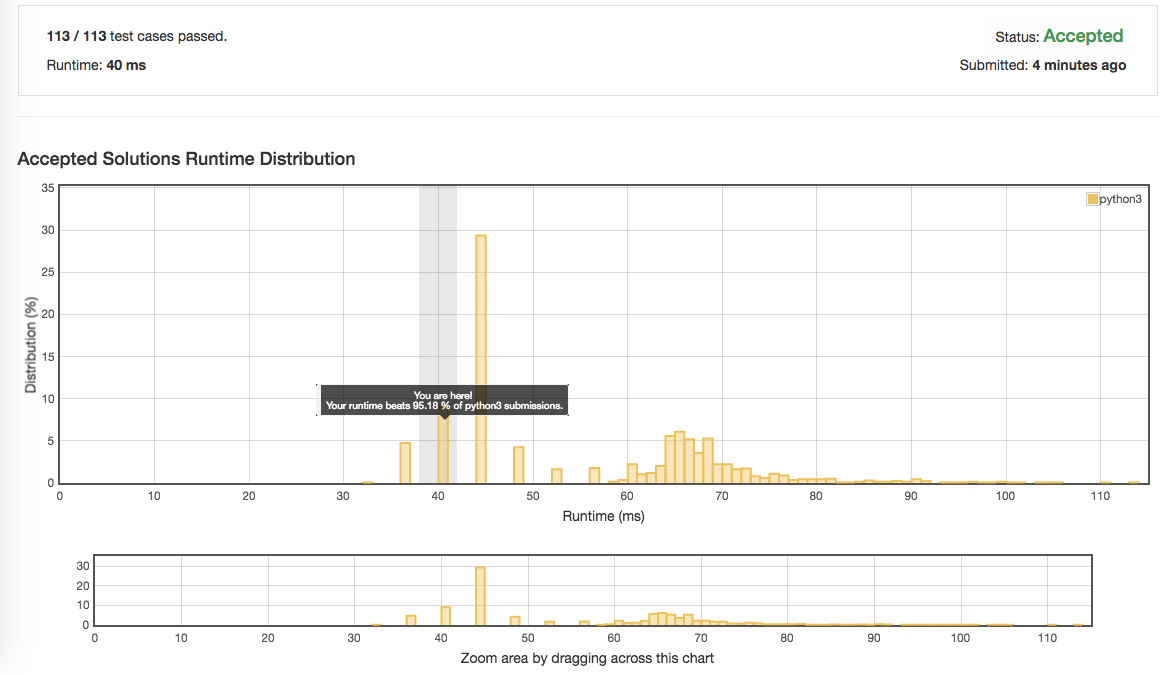 113 / 113 test cases passed.
Status: Accepted
Runtime: 40 ms
Submitted: 4 minutes ago
Accepted Solutions Runtime Distribution
python3
35
30
25
20
15
10
5
0
Distribution (%)
You are here!
Your runtime beats 95.18 % of python3 submissions.
0 10 20 30 40 50 60 70 80 90 100 110
Runtime (ms)
30
20
10
0
0 10 20 30 40 50 60 70 80 90 100 110
Zoom area by dragging across this chart